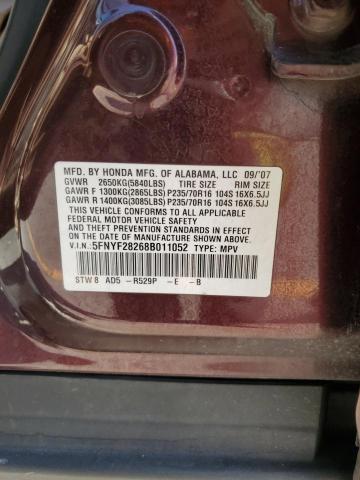 MFD. BY HONDA MFG. OF ALABAMA, LLC 09/'07
GVWR 2650KG(5840LBS) TIRE SIZE RIM SIZE
GAWR F 1300KG(2865LBS) P235/70R16 104S 16X6.5JJ
GAWR R 1400KG(3085LBS) P235/70R16 104S 16X6.5JJ
THIS VEHICLE CONFORMS TO ALL APPLICABLE
FEDERAL MOTOR VEHICLE SAFETY
AND THEFT PREVENTION STANDARDS IN EFFECT
ON THE DATE OF MANUFACTURE SHOWN ABOVE.
V.I.N.:5FNYF28268B011052 TYPE: MPV
STW 8 AD5 -R529P -E -B